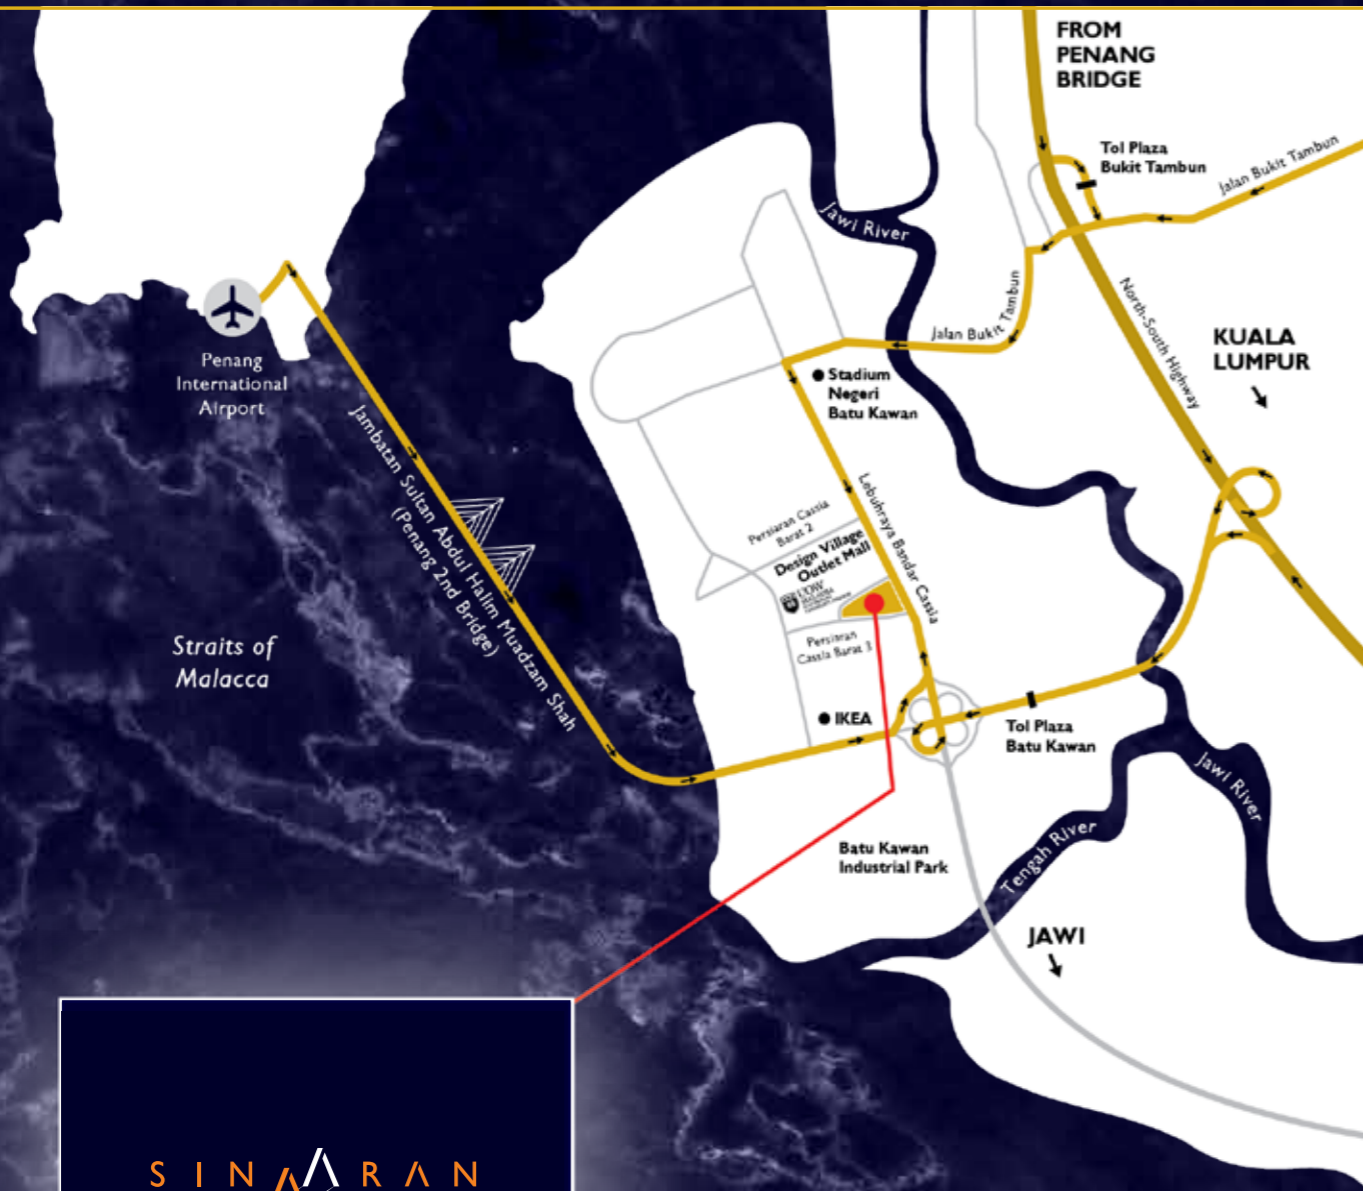 FROM
PENANG
BRIDGE
Tol Plaza
Bukit Tambun
Jalan Bukit Tambun
Jawi River
North-South Highway
Jalan Bukit Tambun
KUALA
LUMPUR
Penang
International
Airport
Stadium
Negeri
Batu Kawan
Jambatan Sultan Abdul Halim Muadzam Shah
(Penang 2nd Bridge)
Lebuhraya Bandar Cassia
Persiaran Cassia
Barat 2
Design Village
Outlet Mall
UOW
Straits of
Malacca
Persiaran
Cassia Barat 3
IKEA
Tol Plaza
Batu Kawan
Jawi River
Batu Kawan
Industrial Park
Tengah River
JAWI
SINARAN